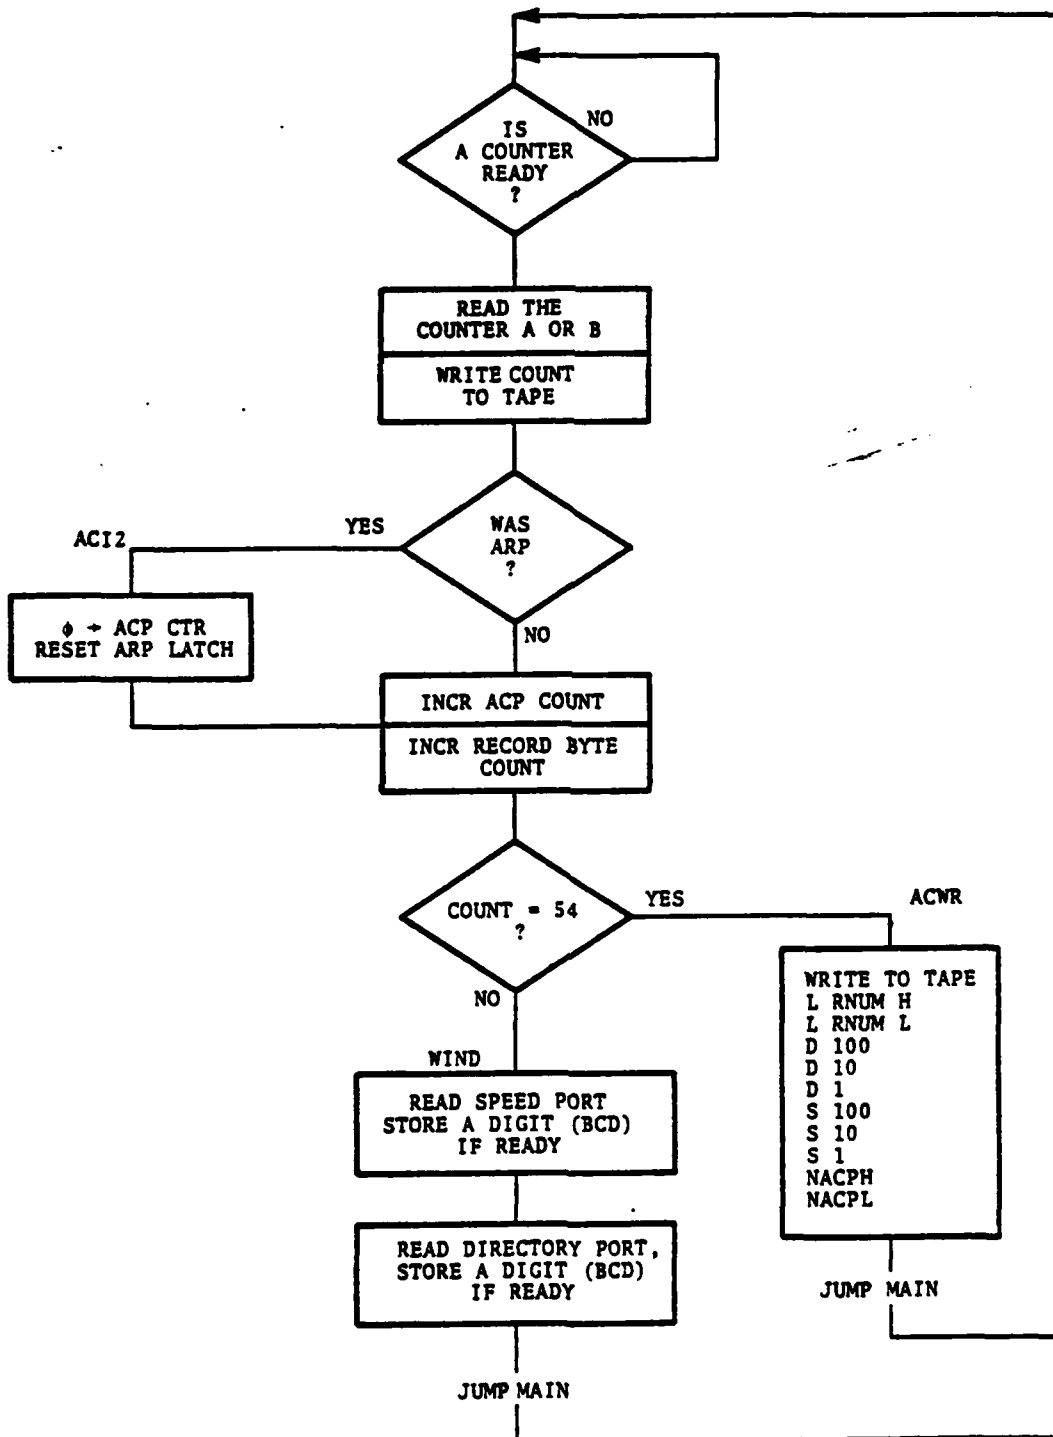 IS
A COUNTER
READY
?
NO
READ THE
COUNTER A OR B
WRITE COUNT
TO TAPE
WAS
ARP
?
YES
ACI2
ϕ → ACP CTR
RESET ARP LATCH
NO
INCR ACP COUNT
INCR RECORD BYTE
COUNT
COUNT = 54
?
YES
ACWR
WRITE TO TAPE
L RNUM H
L RNUM L
D 100
D 10
D 1
S 100
S 10
S 1
NACPH
NACPL
JUMP MAIN
NO
WIND
READ SPEED PORT
STORE A DIGIT (BCD)
IF READY
READ DIRECTORY PORT,
STORE A DIGIT (BCD)
IF READY
JUMP MAIN